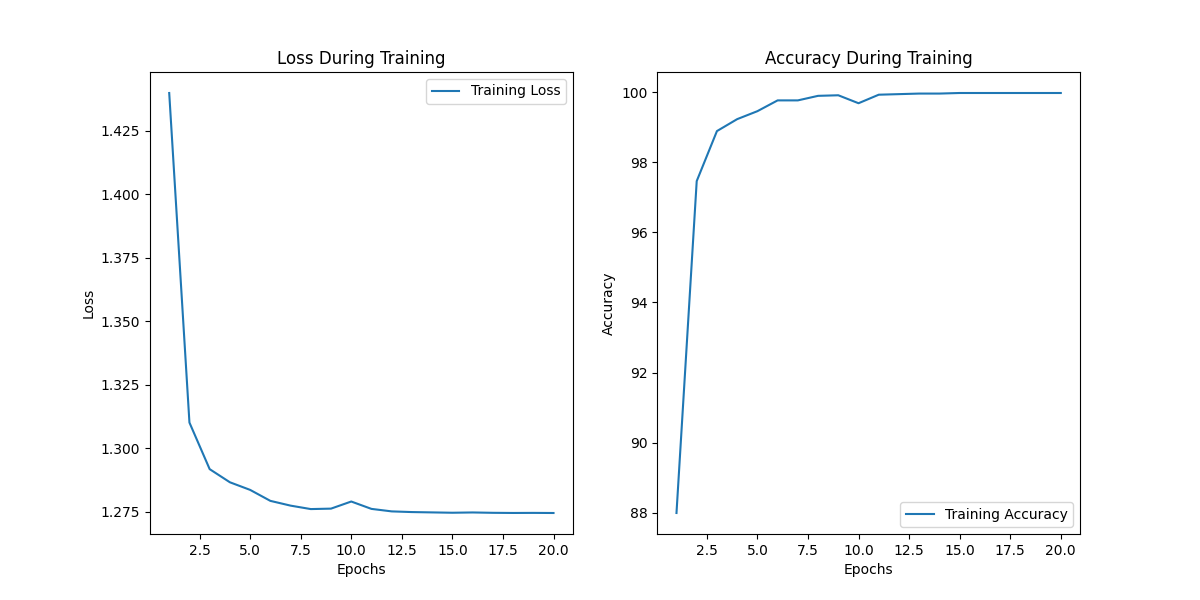 Loss During Training
Training Loss
1.425
1.400
1.375
1.350
1.325
1.300
1.275
Loss
2.5 5.0 7.5 10.0 12.5 15.0 17.5 20.0
Epochs
Accuracy During Training
100
98
96
94
92
90
88
Accuracy
Training Accuracy
2.5 5.0 7.5 10.0 12.5 15.0 17.5 20.0
Epochs